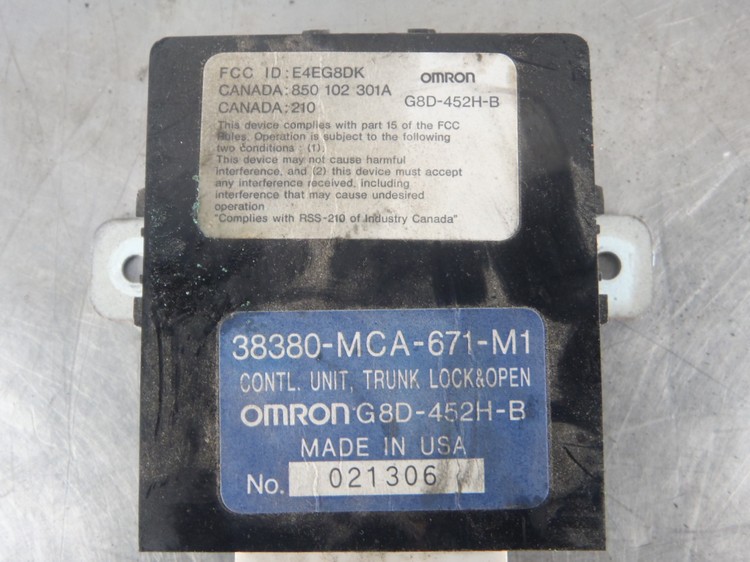 FCC ID: E4EG8DK
OMRON
CANADA: 850 102 301A
G8D-452H-B
CANADA: 210
This device complies with part 15 of the FCC
Rules. Operation is subject to the following
two conditions : (1).
This device may not cause harmful
interference, and (2) this device must accept
any interference received, including
interference that may cause undesired
operation
"Complies with RSS-210 of Industry Canada"
38380-MCA-671-M1
CONTL. UNIT, TRUNK LOCK&OPEN
OMRON G8D-452H-B
MADE IN USA
No. 021306